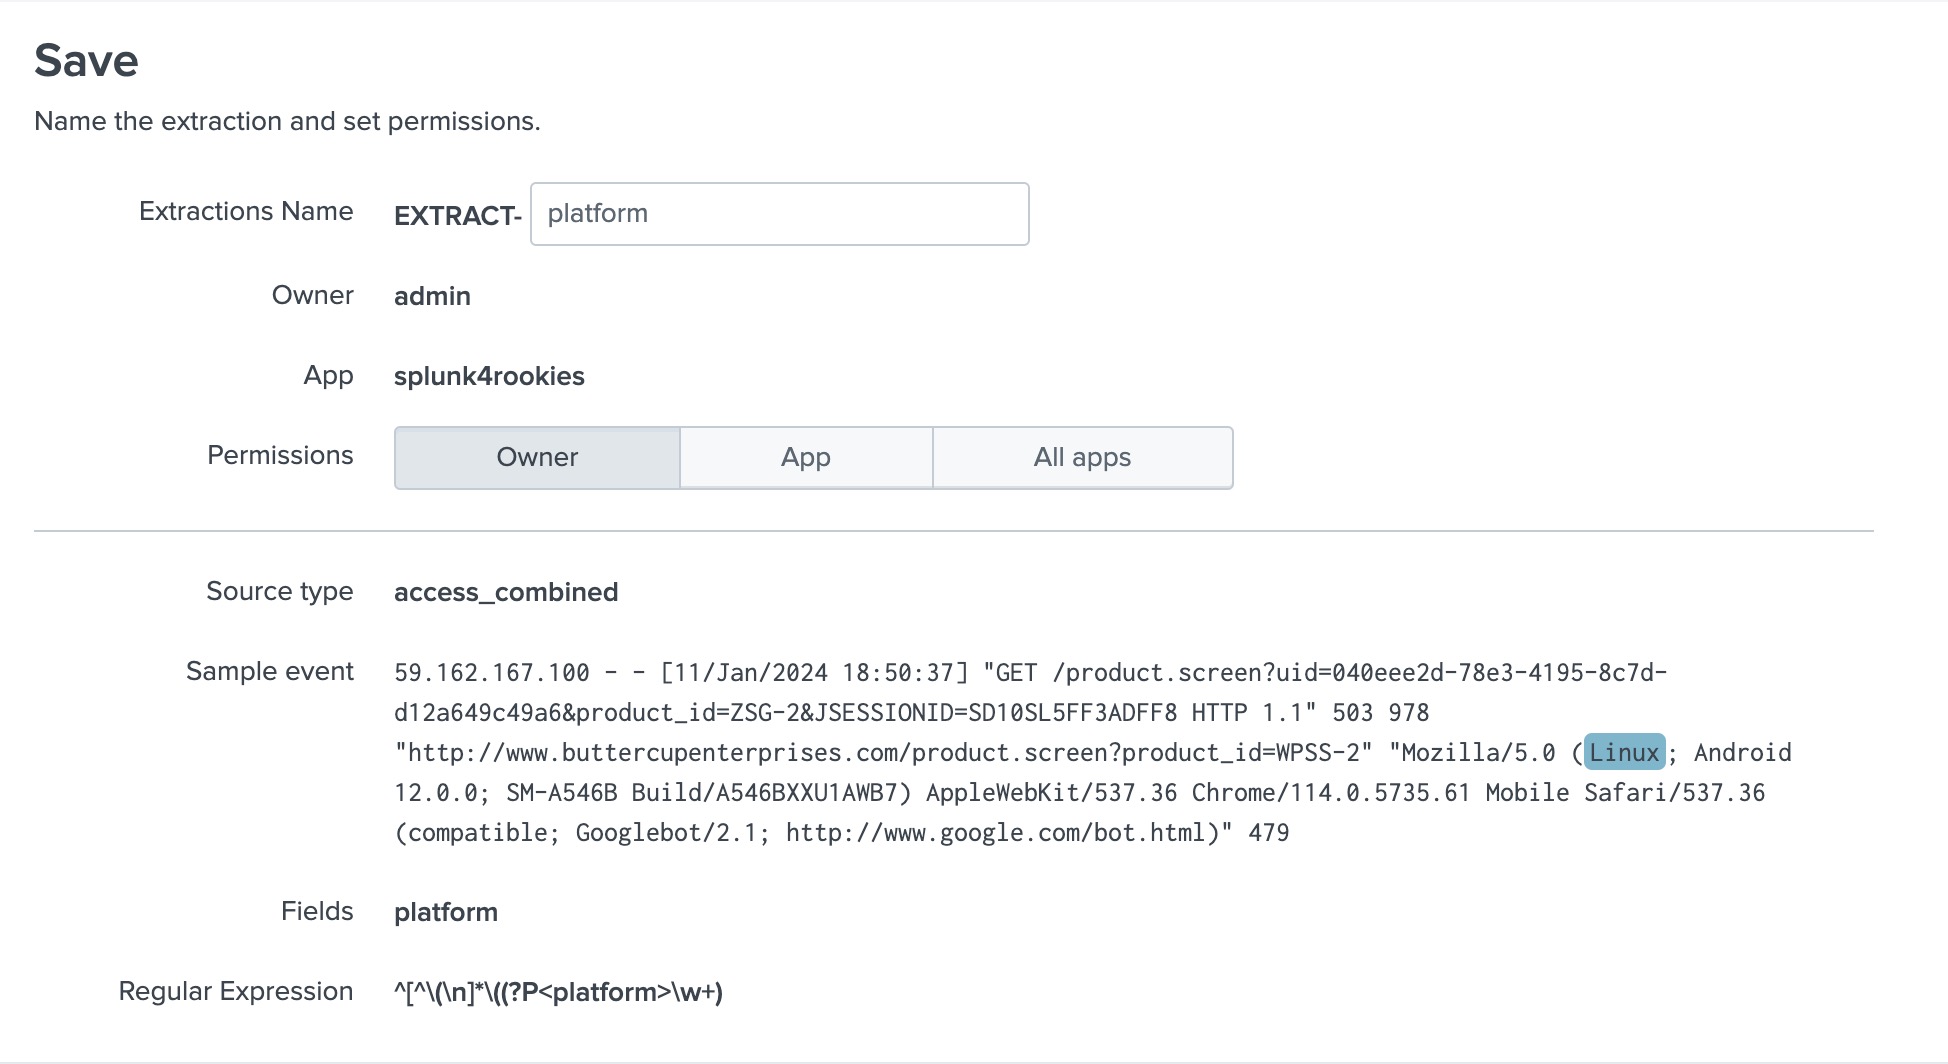 Save
Name the extraction and set permissions.
Extractions Name EXTRACT- platform
Owner admin
App splunk4rookies
Permissions Owner App All apps
Source type access_combined
Sample event 59.162.167.100 - - [11/Jan/2024 18:50:37] "GET /product.screen?uid=040eee2d-78e3-4195-8c7d-
d12a649c49a6&product_id=ZSG-2&JSESSIONID=SD10SL5FF3ADFF8 HTTP 1.1" 503 978
"http://www.buttercupenterprises.com/product.screen?product_id=WPSS-2" "Mozilla/5.0 (Linux; Android
12.0.0; SM-A546B Build/A546BXXU1AWB7) AppleWebKit/537.36 Chrome/114.0.5735.61 Mobile Safari/537.36
(compatible; Googlebot/2.1; http://www.google.com/bot.html)" 479
Fields platform
Regular Expression ^[^\(\n]*\((?P<platform>\w+)